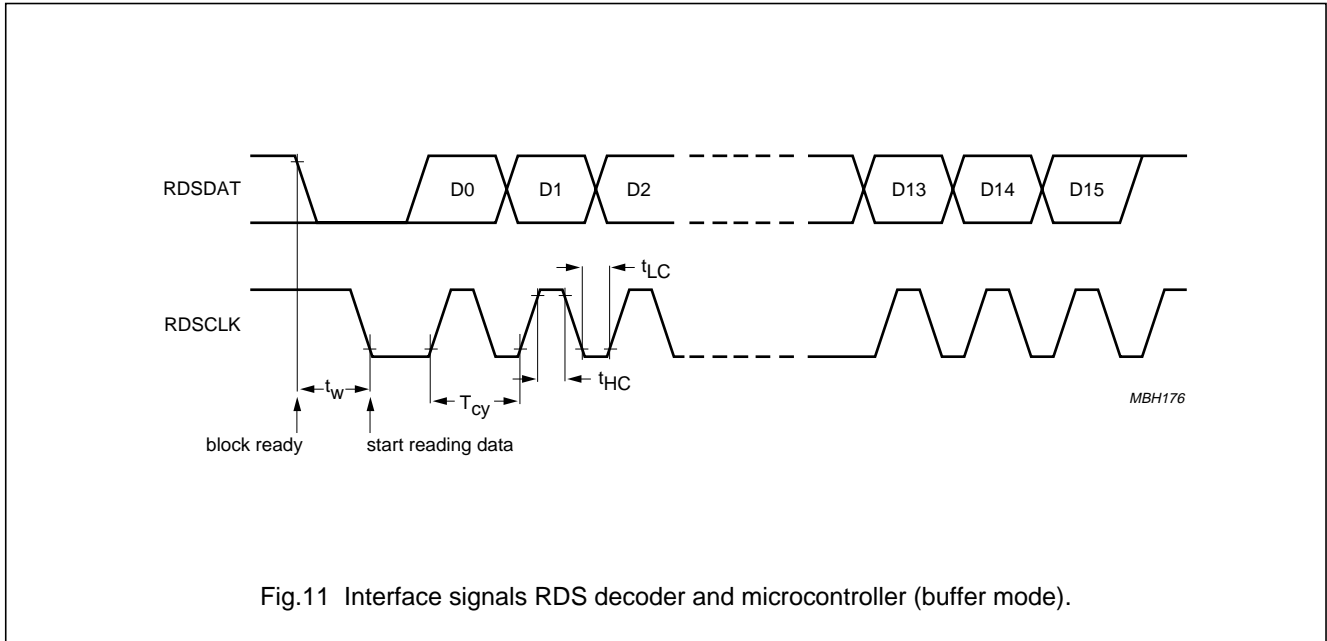 RDSDAT
D0 D1 D2 D13 D14 D15
tLC
RDSCLK
tw
Tcy
tHC
MBH176
block ready
start reading data
Fig.11 Interface signals RDS decoder and microcontroller (buffer mode).